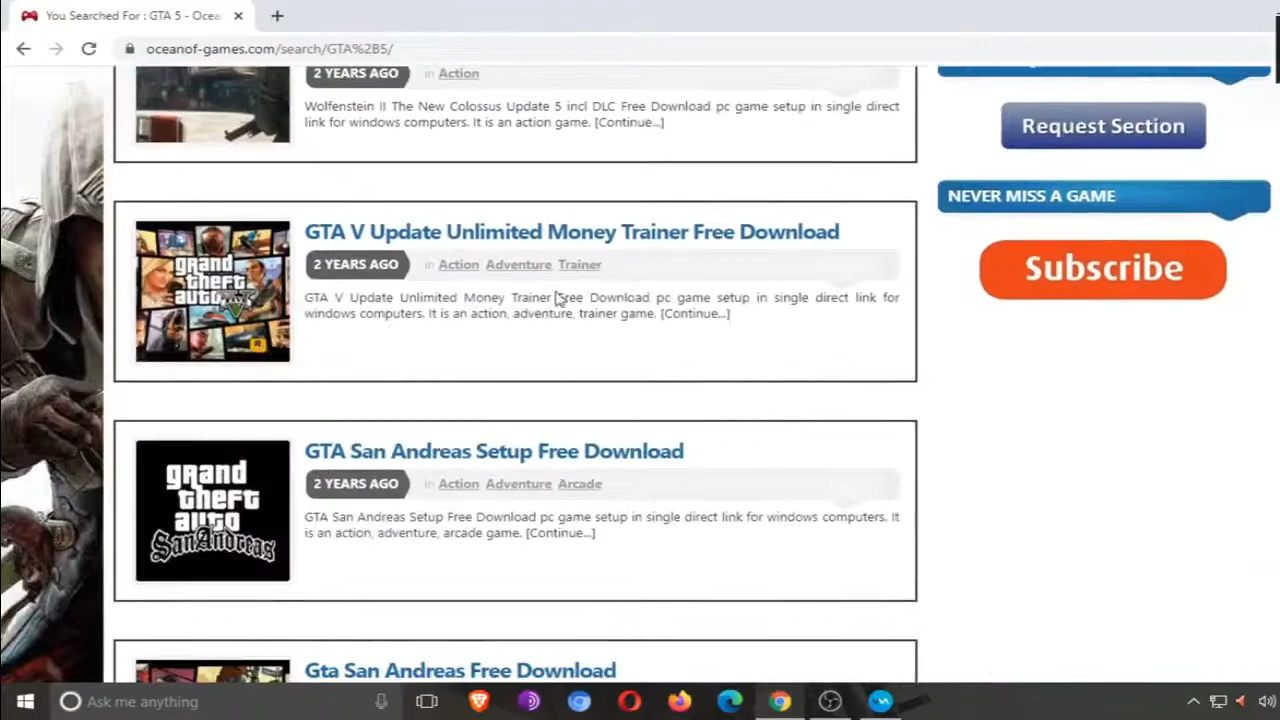 You Searched For : GTA 5 - Ocea
oceanof-games.com/search/GTA%2B5/
2 YEARS AGO in Action
Wolfenstein II The New Colossus Update 5 incl DLC Free Download pc game setup in single direct
link for windows computers. It is an action game. [Continue...]
Request Section
NEVER MISS A GAME
Subscribe
grand
theft
auto
V
R
GTA V Update Unlimited Money Trainer Free Download
2 YEARS AGO in Action Adventure Trainer
GTA V Update Unlimited Money Trainer Free Download pc game setup in single direct link for
windows computers. It is an action, adventure, trainer game. [Continue...]
grand
theft
auto
SanAndreas
GTA San Andreas Setup Free Download
2 YEARS AGO in Action Adventure Arcade
GTA San Andreas Setup Free Download pc game setup in single direct link for windows computers. It
is an action, adventure, arcade game. [Continue...]
Gta San Andreas Free Download
Ask me anything